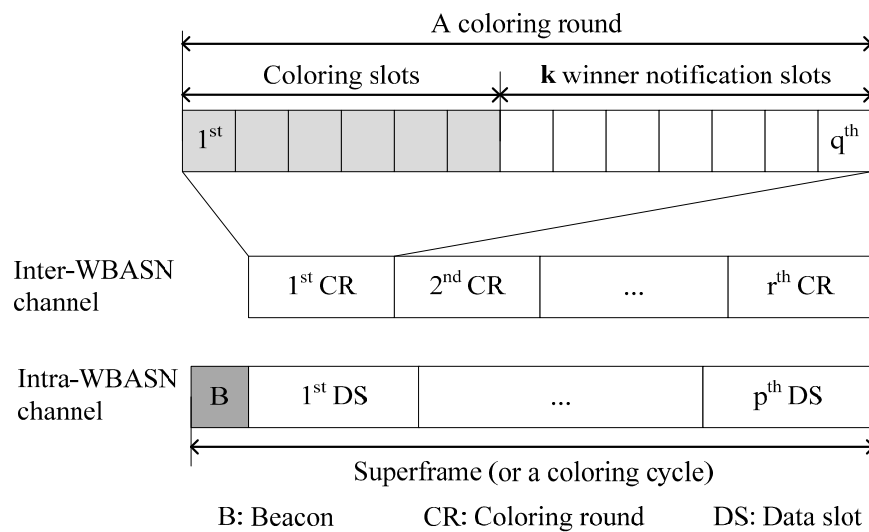 A coloring round
Coloring slots
k winner notification slots
1st
qth
Inter-WBASN channel
1st CR
2nd CR
...
rth CR
Intra-WBASN channel
B
1st DS
...
pth DS
Superframe (or a coloring cycle)
B: Beacon
CR: Coloring round
DS: Data slot